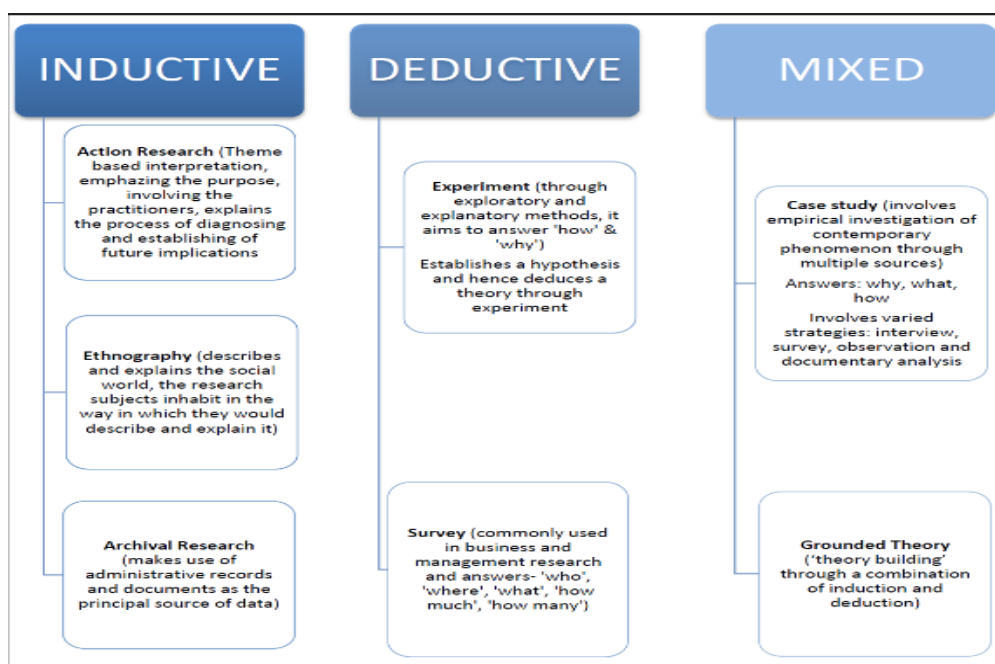 INDUCTIVE
Action Research (Theme
based interpretation,
emphazing the purpose,
involving the
practitioners, explains
the process of diagnosing
and establishing of
future implications
Ethnography (describes
and explains the social
world, the research
subjects inhabit in the
way in which they would
describe and explain it)
Archival Research
(makes use of
administrative records
and documents as the
principal source of data)
DEDUCTIVE
Experiment (through
exploratory and
explanatory methods, it
aims to answer 'how' &
'why')
Establishes a hypothesis
and hence deduces a
theory through
experiment
Survey (commonly used
in business and
management research
and answers- 'who',
'where', 'what', 'how
much', 'how many')
MIXED
Case study (involves
empirical investigation of
contemporary
phenomenon through
multiple sources)
Answers: why, what,
how
Involves varied
strategies: interview,
survey, observation and
documentary analysis
Grounded Theory
('theory building'
through a combination
of induction and
deduction)